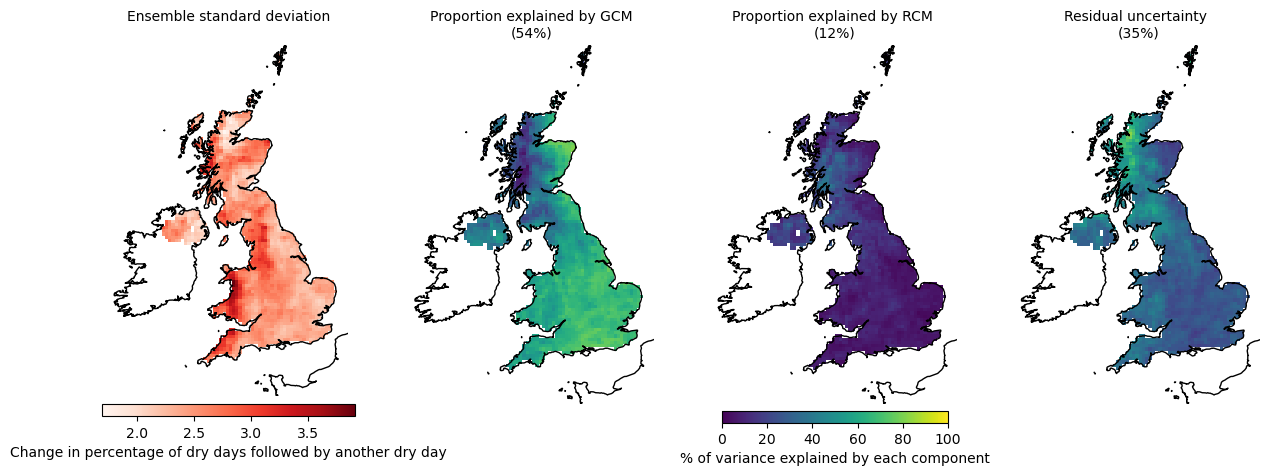 Ensemble standard deviation
Proportion explained by GCM
(54%)
Proportion explained by RCM
(12%)
Residual uncertainty
(35%)
2.0 2.5 3.0 3.5
Change in percentage of dry days followed by another dry day
0 20 40 60 80 100
% of variance explained by each component